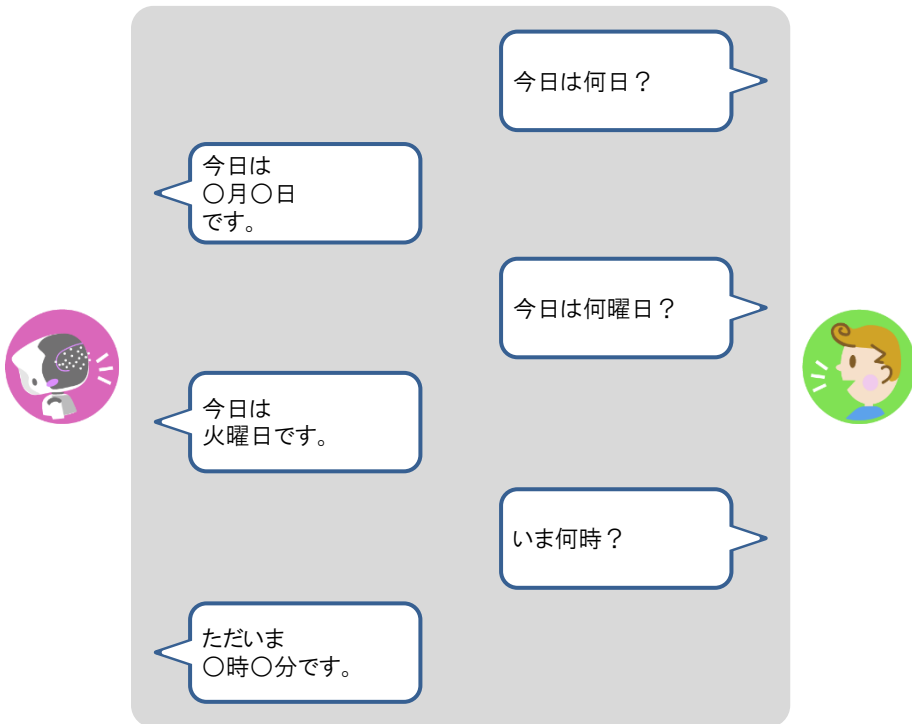 今日は何日？
今日は
〇月〇日
です。
今日は何曜日？
今日は
火曜日です。
いま何時？
ただいま
〇時〇分です。